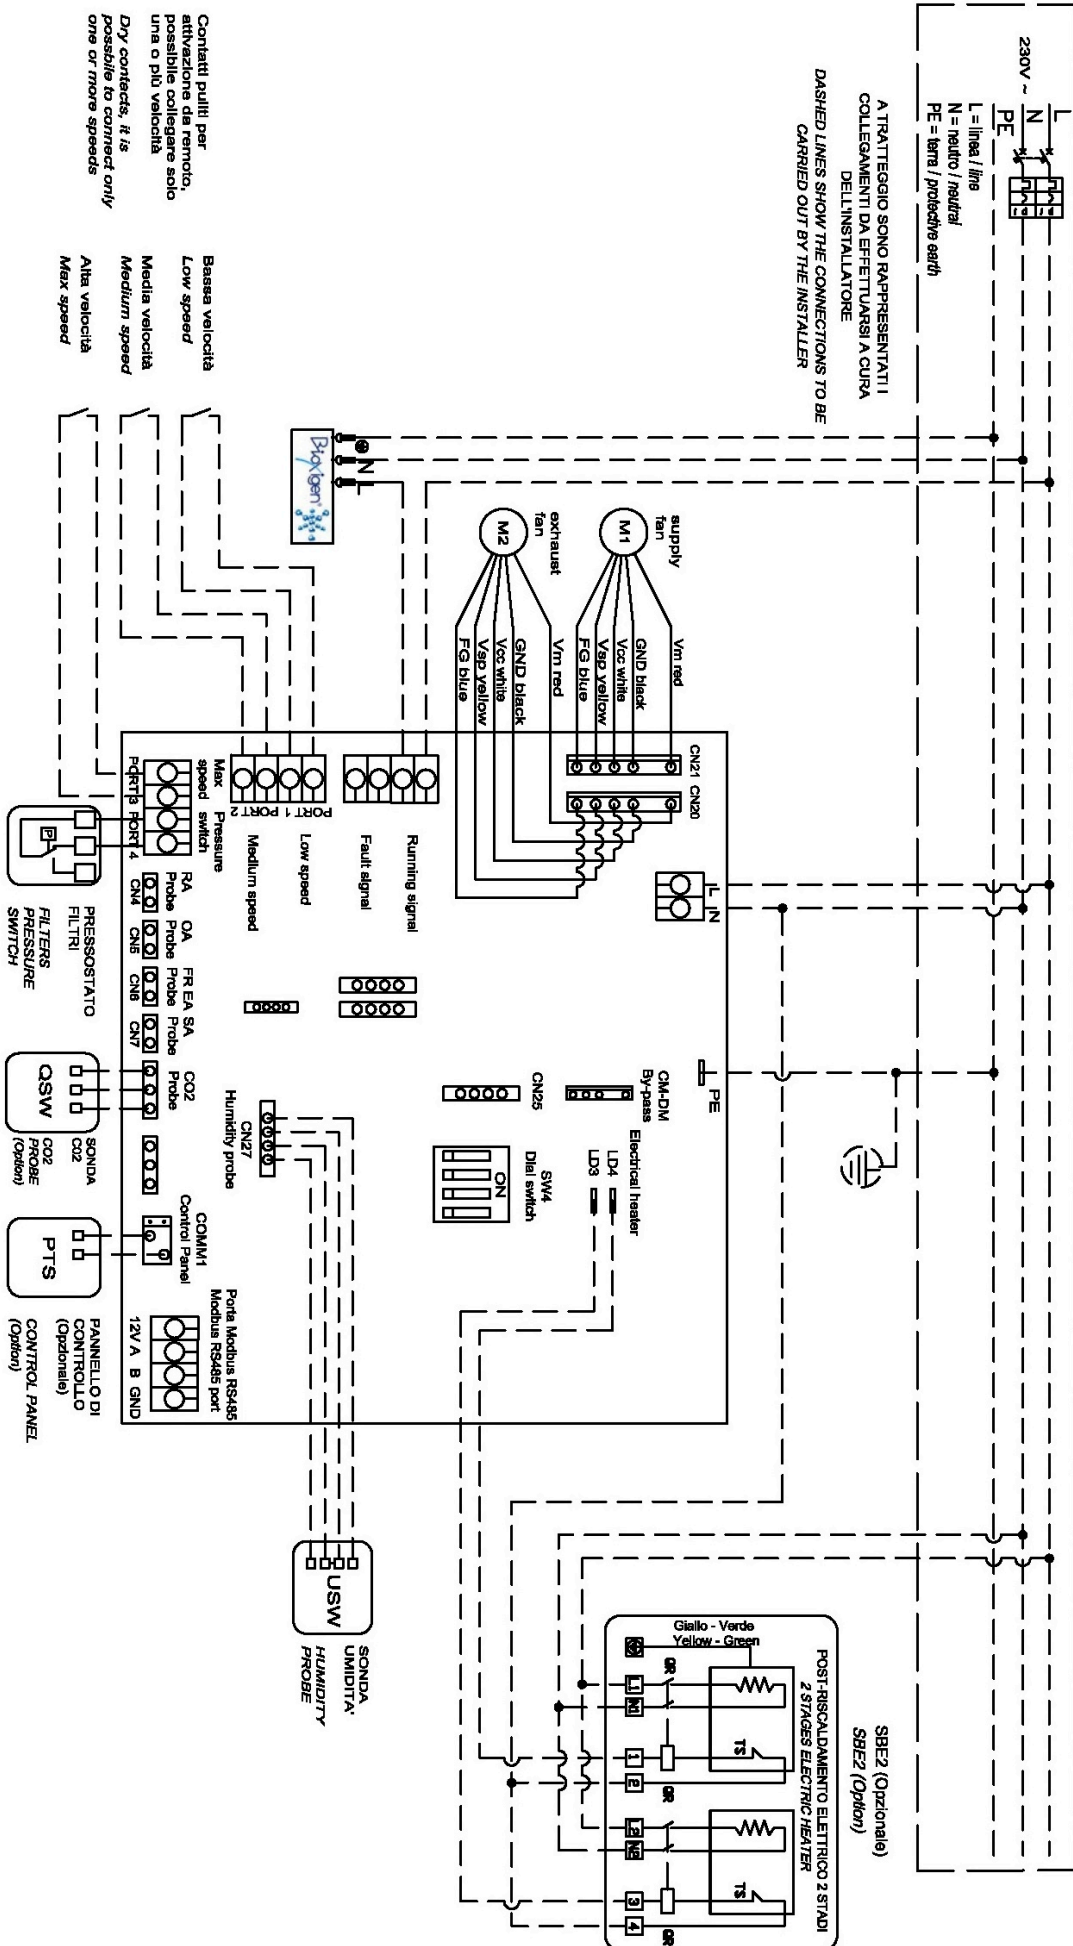 L
230V ~ N
PE
L = linea / line
N = neutro / neutral
PE = terra / protective earth
A TRATTEGGIO SONO RAPPRESENTATI I
COLLEGAMENTI DA EFFETTUARSI A CURA
DELL'INSTALLATORE
DASHED LINES SHOW THE CONNECTIONS TO BE
CARRIED OUT BY THE INSTALLER
Contatti puliti per
attivazione da remoto,
possibile collegare solo
una o più velocità
Dry contacts, it is
possible to connect only
one or more speeds
Bassa velocità
Low speed
Media velocità
Medium speed
Alta velocità
Max speed
Bioxigen
N
L
supply
fan
M1
exhaust
fan
M2
Vm red
GND black
Vcc white
Vsp yellow
FG blue
Vm red
GND black
Vcc white
Vsp yellow
FG blue
CN21
CN20
L
N
PE
Running signal
Fault signal
PORT 1
Low speed
PORT 2
Medium speed
Max
speed
Pressure
switch
PORT 3
PORT 4
P
PRESSOSTATO
FILTRI
FILTERS
PRESSURE
SWITCH
RA
Probe
CN4
OA
Probe
CN5
FR EA
Probe
CN6
SA
Probe
CN7
CO2
Probe
QSW
SONDA
CO2
CO2
PROBE
(Option)
CM-DM
By-pass
CN25
Electrical heater
LD4
LD3
SW4
Dial switch
ON
CN27
Humidity probe
COMM1
Control Panel
PTS
PANNELLO DI
CONTROLLO
(Opzionale)
CONTROL PANEL
(Option)
Porta Modbus RS485
Modbus RS485 port
12V A B GND
USW
SONDA
UMIDITA'
HUMIDITY
PROBE
SBE2 (Opzionale)
SBE2 (Option)
POST-RISCALDAMENTO ELETTRICO 2 STADI
2 STAGES ELECTRIC HEATER
Giallo - Verde
Yellow - Green
QR
L1
N1
TS
1
2
QR
L2
N2
TS
3
4
QR